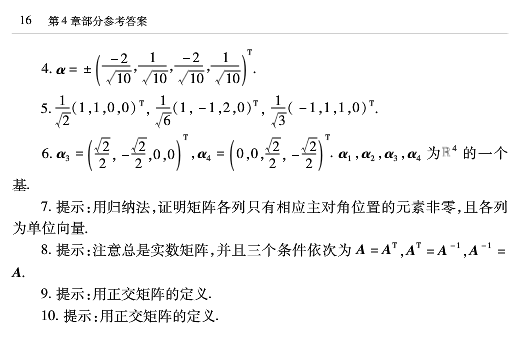 16 第4章部分参考答案
4. α = ±(-2/√10, 1/√10, -2/√10, 1/√10)ᵀ.
5. 1/√2(1,1,0,0)ᵀ, 1/√6(1, -1,2,0)ᵀ, 1/√3( -1,1,1,0)ᵀ.
6. α₃ = (√2/2, -√2/2,0,0)ᵀ,α₄ = (0,0,√2/2, -√2/2)ᵀ. α₁,α₂,α₃,α₄ 为ℝ⁴ 的一个
基.
7. 提示:用归纳法,证明矩阵各列只有相应主对角位置的元素非零,且各列
为单位向量.
8. 提示:注意总是实数矩阵,并且三个条件依次为 A = Aᵀ,Aᵀ = A⁻¹,A⁻¹ =
A.
9. 提示:用正交矩阵的定义.
10. 提示:用正交矩阵的定义.